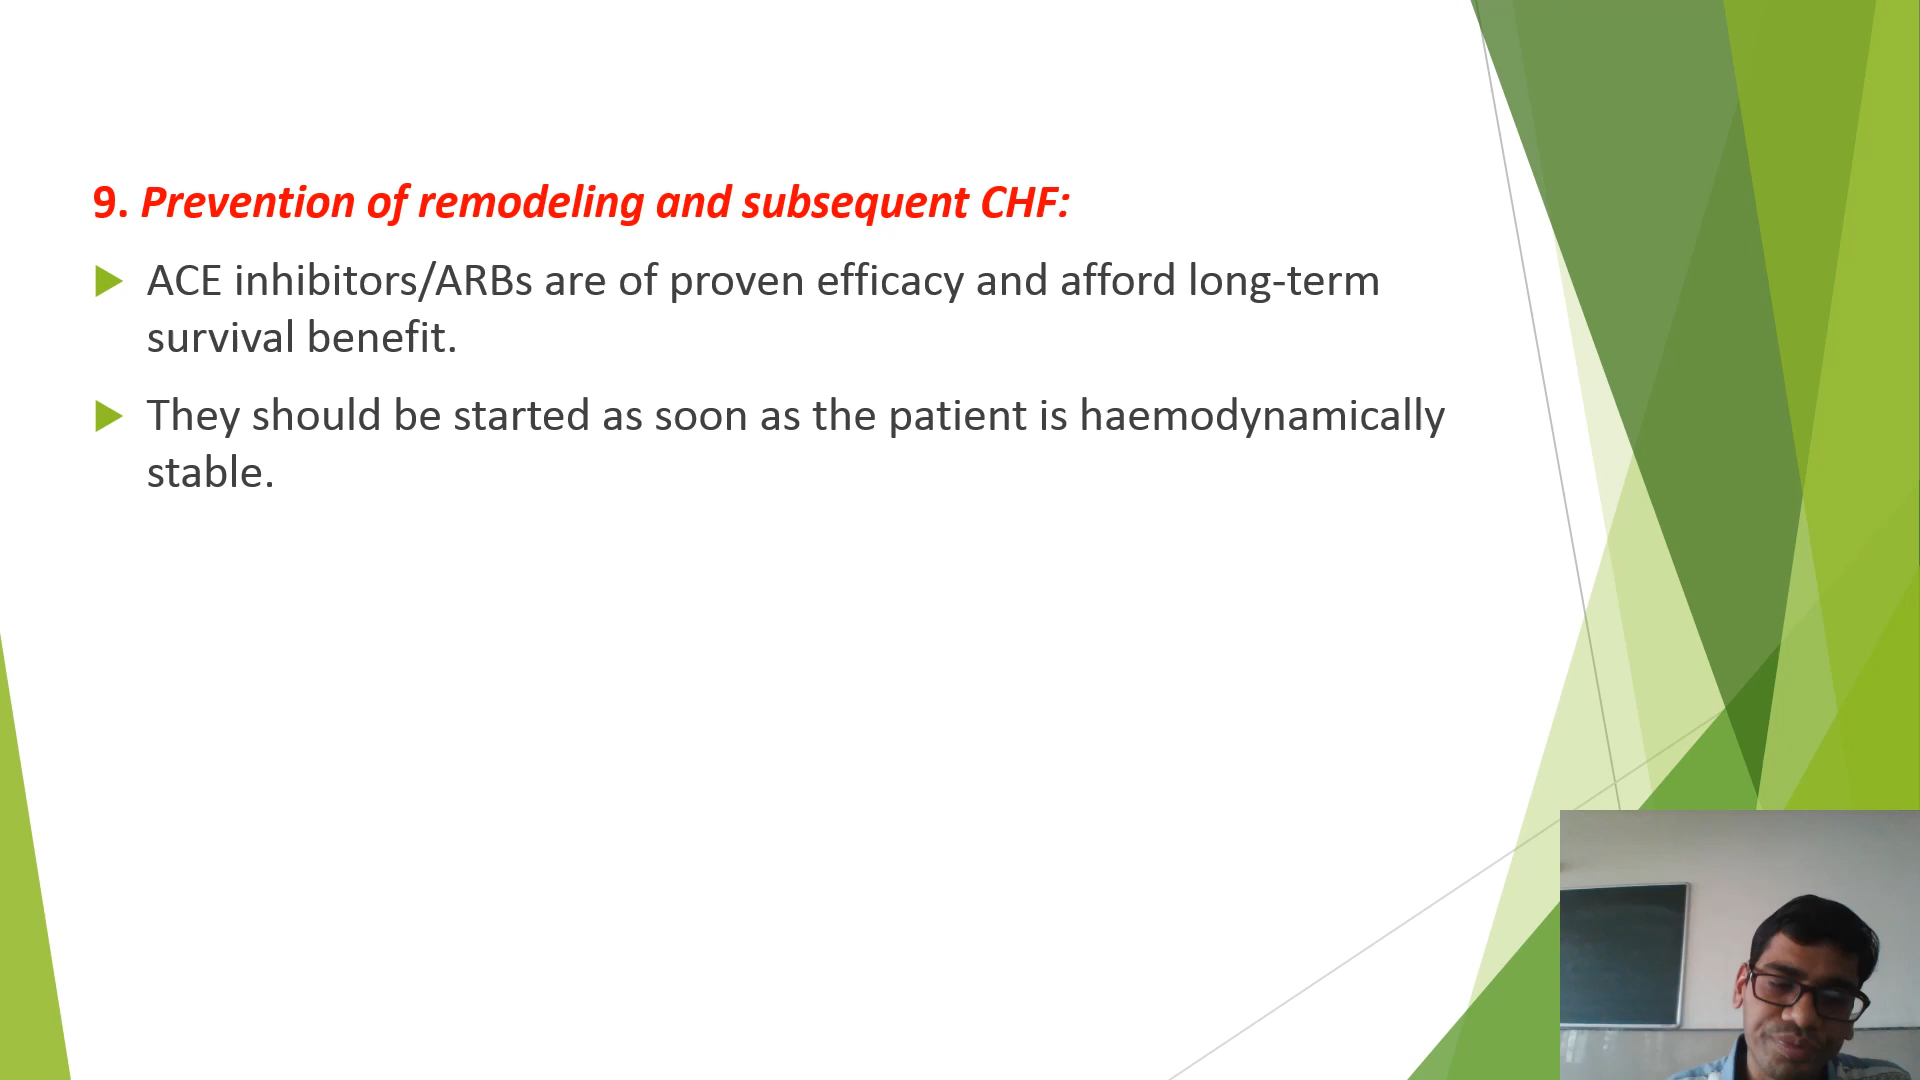 9. Prevention of remodeling and subsequent CHF:
ACE inhibitors/ARBs are of proven efficacy and afford long-term
survival benefit.
They should be started as soon as the patient is haemodynamically
stable.